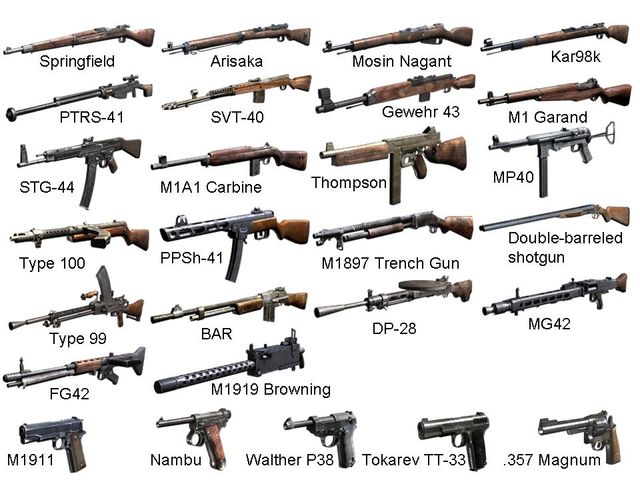 Springfield
Arisaka
Mosin Nagant
Kar98k
PTRS-41
SVT-40
Gewehr 43
M1 Garand
STG-44
M1A1 Carbine
Thompson
MP40
Type 100
PPSh-41
M1897 Trench Gun
Double-barreled
shotgun
Type 99
BAR
DP-28
MG42
FG42
M1919 Browning
M1911
Nambu
Walther P38
Tokarev TT-33
.357 Magnum